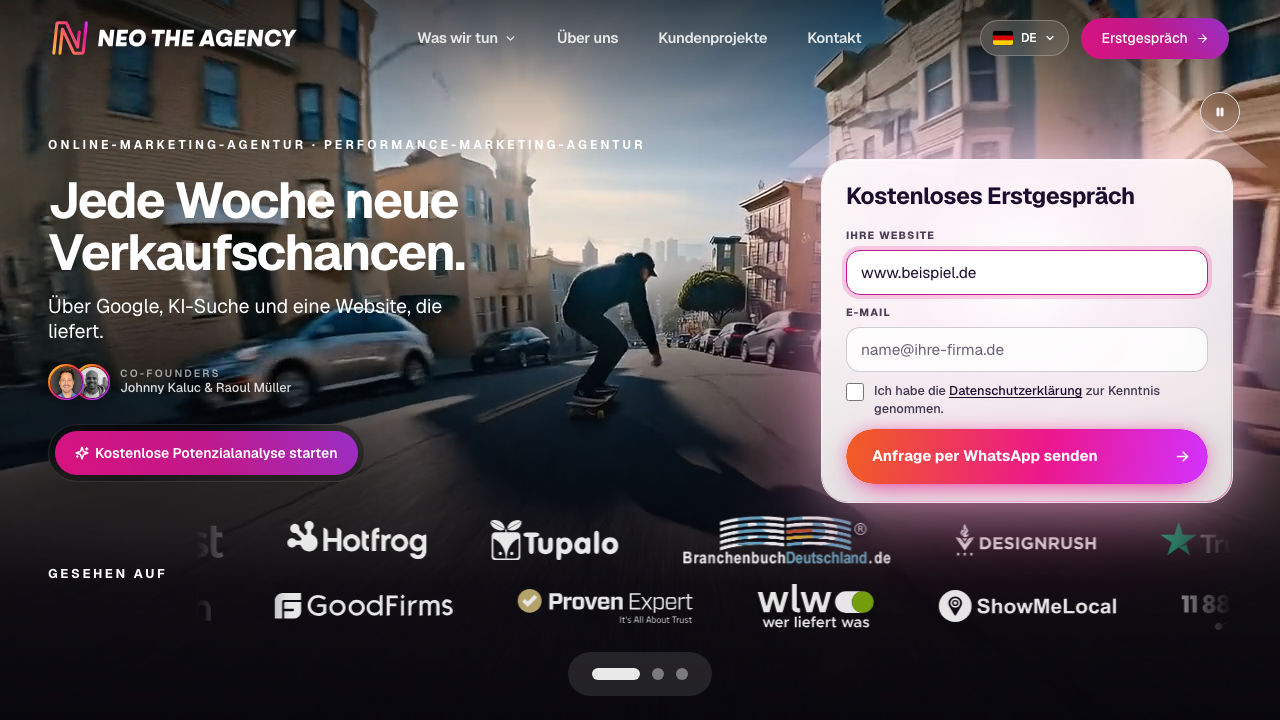 NEO THE AGENCY
Was wir tun
Über uns
Kundenprojekte
Kontakt
DE
Erstgespräch
ONLINE-MARKETING-AGENTUR · PERFORMANCE-MARKETING-AGENTUR
Jede Woche neue
Verkaufschancen.
Über Google, KI-Suche und eine Website, die
liefert.
CO-FOUNDERS
Johnny Kaluc & Raoul Müller
Kostenlose Potenzialanalyse starten
Kostenloses Erstgespräch
IHRE WEBSITE
www.beispiel.de
E-MAIL
name@ihre-firma.de
Ich habe die Datenschutzerklärung zur Kenntnis
genommen.
Anfrage per WhatsApp senden
GESEHEN AUF
Hotfrog
Tupalo
BranchenbuchDeutschland.de
®
DESIGNRUSH
GoodFirms
Proven Expert
It's All About Trust
wlw
wer liefert was
ShowMeLocal
11 88